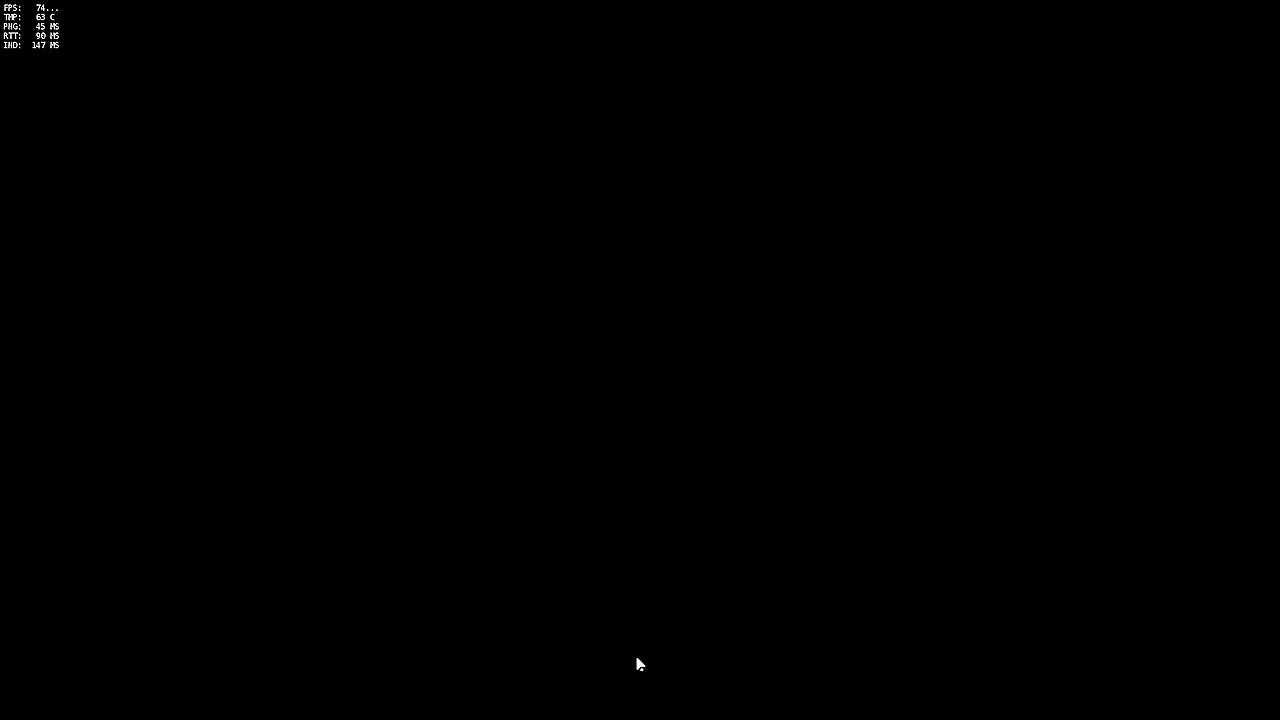 FPS: 74...
TMP: 63 C
PNG: 45 MS
RTT: 90 MS
IND: 147 MS